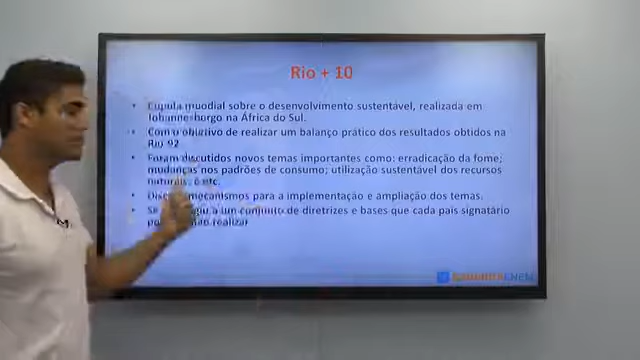 Rio + 10
• Cúpula mundial sobre o desenvolvimento sustentável, realizada em
Johannesburgo na África do Sul.
• Com o objetivo de realizar um balanço prático dos resultados obtidos na
Rio 92
• Foram discutidos novos temas importantes como: erradicação da fome;
mudanças nos padrões de consumo; utilização sustentável dos recursos
naturais; e etc.
• mecanismos para a implementação e ampliação dos temas.
• Se a um conjunto de diretrizes e bases que cada país signatário
realizar
ENEM